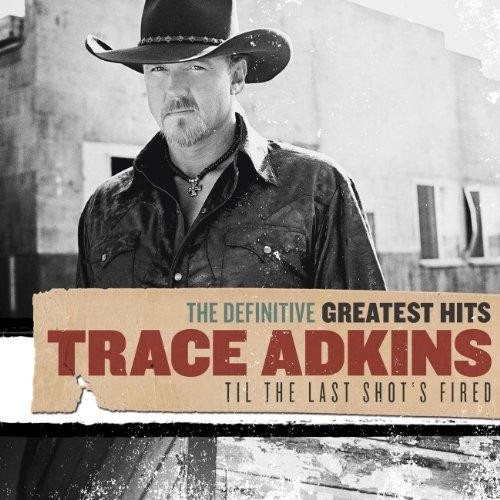 THE DEFINITIVE GREATEST HITS
TRACE ADKINS
TIL THE LAST SHOT'S FIRED